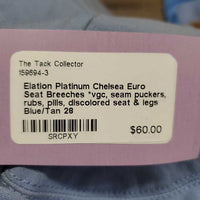 The Tack Collector
159594-3
Elation Platinum Chelsea Euro
Seat Breeches *vgc, seam puckers,
rubs, pills, discolored seat & legs
Blue/Tan 28
$60.00
SRCPXY